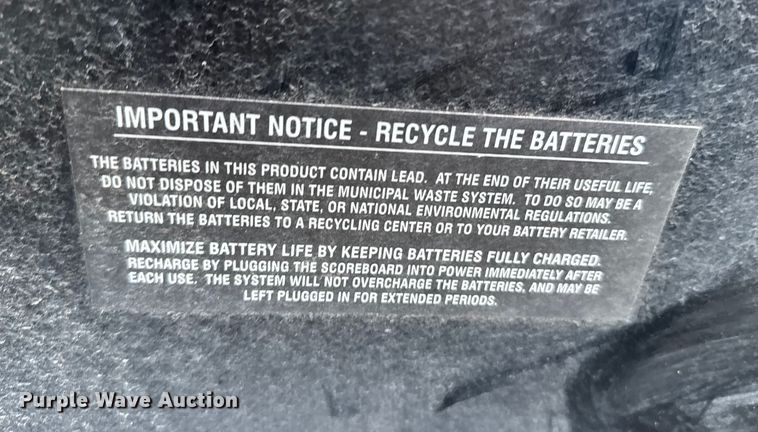 IMPORTANT NOTICE - RECYCLE THE BATTERIES
THE BATTERIES IN THIS PRODUCT CONTAIN LEAD. AT THE END OF THEIR USEFUL LIFE,
DO NOT DISPOSE OF THEM IN THE MUNICIPAL WASTE SYSTEM. TO DO SO MAY BE A
VIOLATION OF LOCAL, STATE, OR NATIONAL ENVIRONMENTAL REGULATIONS.
RETURN THE BATTERIES TO A RECYCLING CENTER OR TO YOUR BATTERY RETAILER.
MAXIMIZE BATTERY LIFE BY KEEPING BATTERIES FULLY CHARGED.
RECHARGE BY PLUGGING THE SCOREBOARD INTO POWER IMMEDIATELY AFTER
EACH USE. THE SYSTEM WILL NOT OVERCHARGE THE BATTERIES, AND MAY BE
LEFT PLUGGED IN FOR EXTENDED PERIODS.
Purple Wave Auction